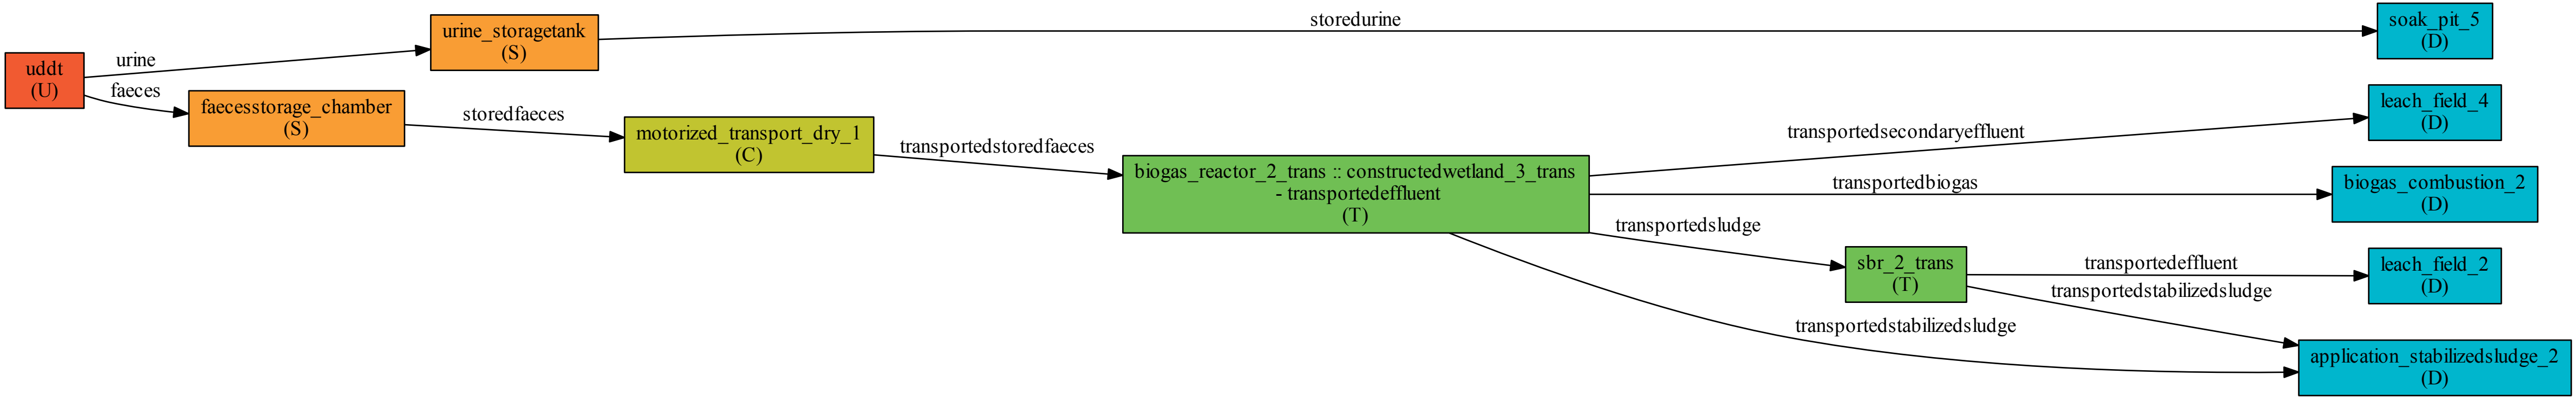 uddt
(U)
urine
faeces
urine_storagetank
(S)
faecesstorage_chamber
(S)
storedurine
storedfaeces
motorized_transport_dry_1
(C)
transportedstoredfaeces
biogas_reactor_2_trans :: constructedwetland_3_trans
- transportedeffluent
(T)
transportedsecondaryeffluent
transportedbiogas
transportedsludge
transportedstabilizedsludge
sbr_2_trans
(T)
transportedeffluent
transportedstabilizedsludge
soak_pit_5
(D)
leach_field_4
(D)
biogas_combustion_2
(D)
leach_field_2
(D)
application_stabilizedsludge_2
(D)